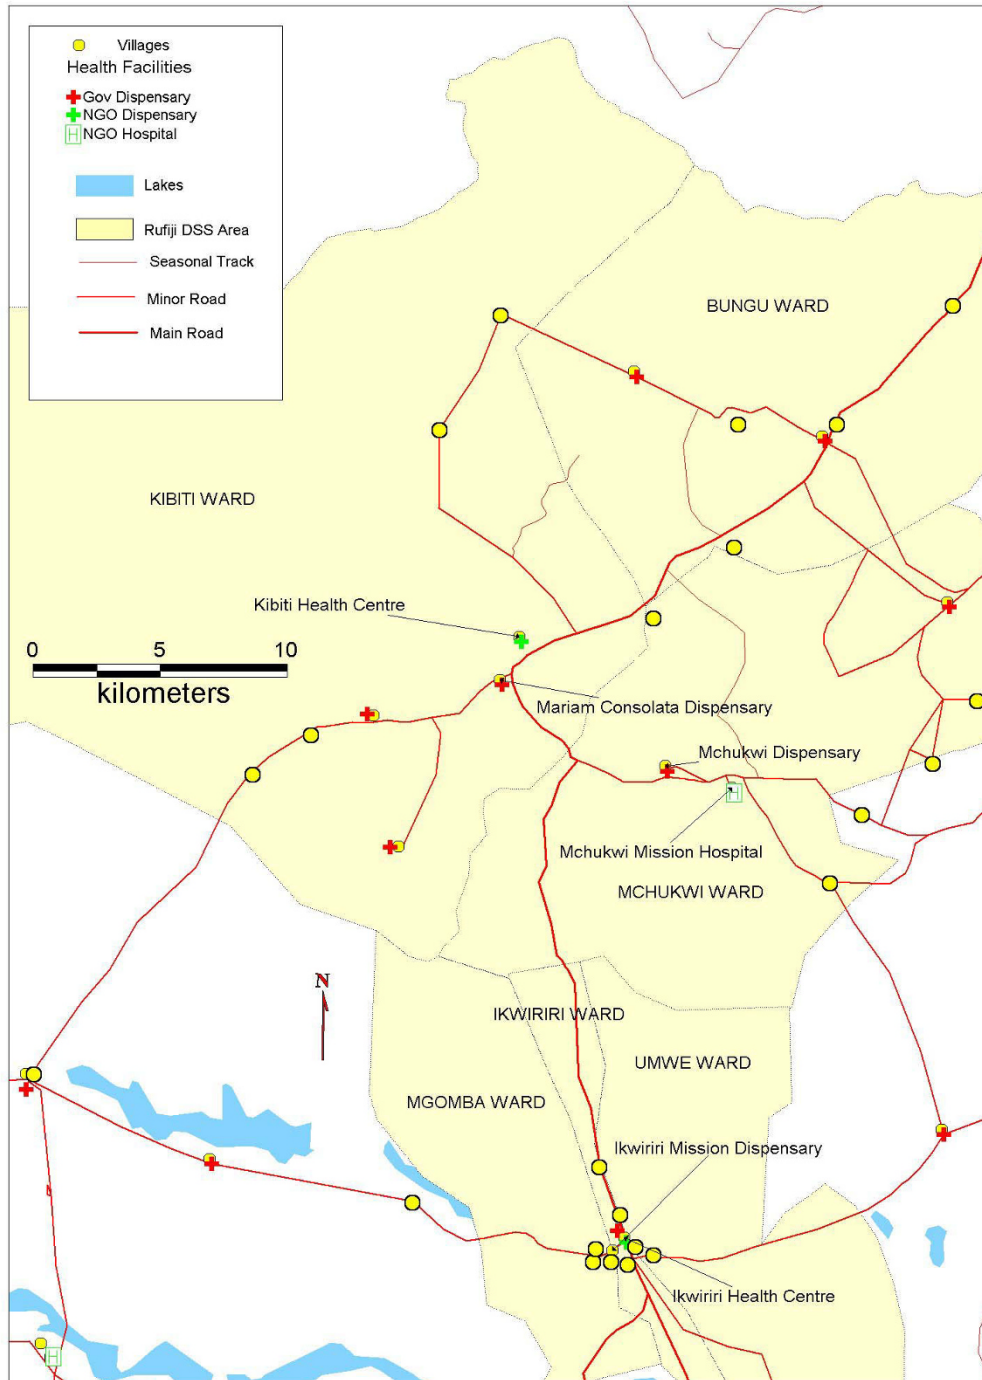 Villages
Health Facilities
Gov Dispensary
NGO Dispensary
H NGO Hospital
Lakes
Rufiji DSS Area
Seasonal Track
Minor Road
Main Road
BUNGU WARD
KIBITI WARD
Kibiti Health Centre
0 5 10
kilometers
Mariam Consolata Dispensary
Mchukwi Dispensary
H
Mchukwi Mission Hospital
MCHUKWI WARD
N
IKWIRIRI WARD
UMWE WARD
MGOMBA WARD
Ikwiriri Mission Dispensary
Ikwiriri Health Centre
H